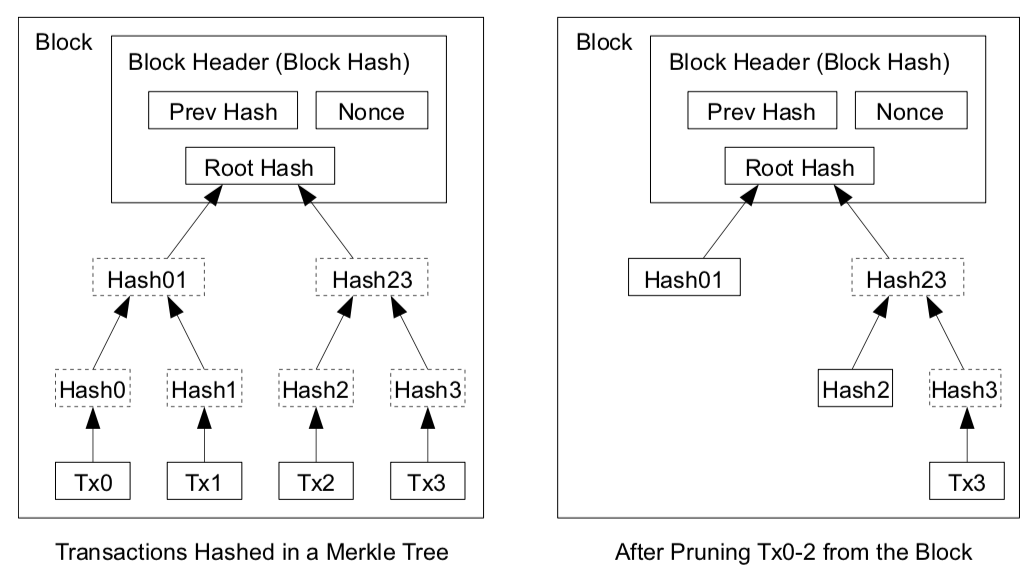 Block
Block Header (Block Hash)
Prev Hash
Nonce
Root Hash
Hash01
Hash23
Hash0
Hash1
Hash2
Hash3
Tx0
Tx1
Tx2
Tx3
Transactions Hashed in a Merkle Tree
Block
Block Header (Block Hash)
Prev Hash
Nonce
Root Hash
Hash01
Hash23
Hash2
Hash3
Tx3
After Pruning Tx0-2 from the Block